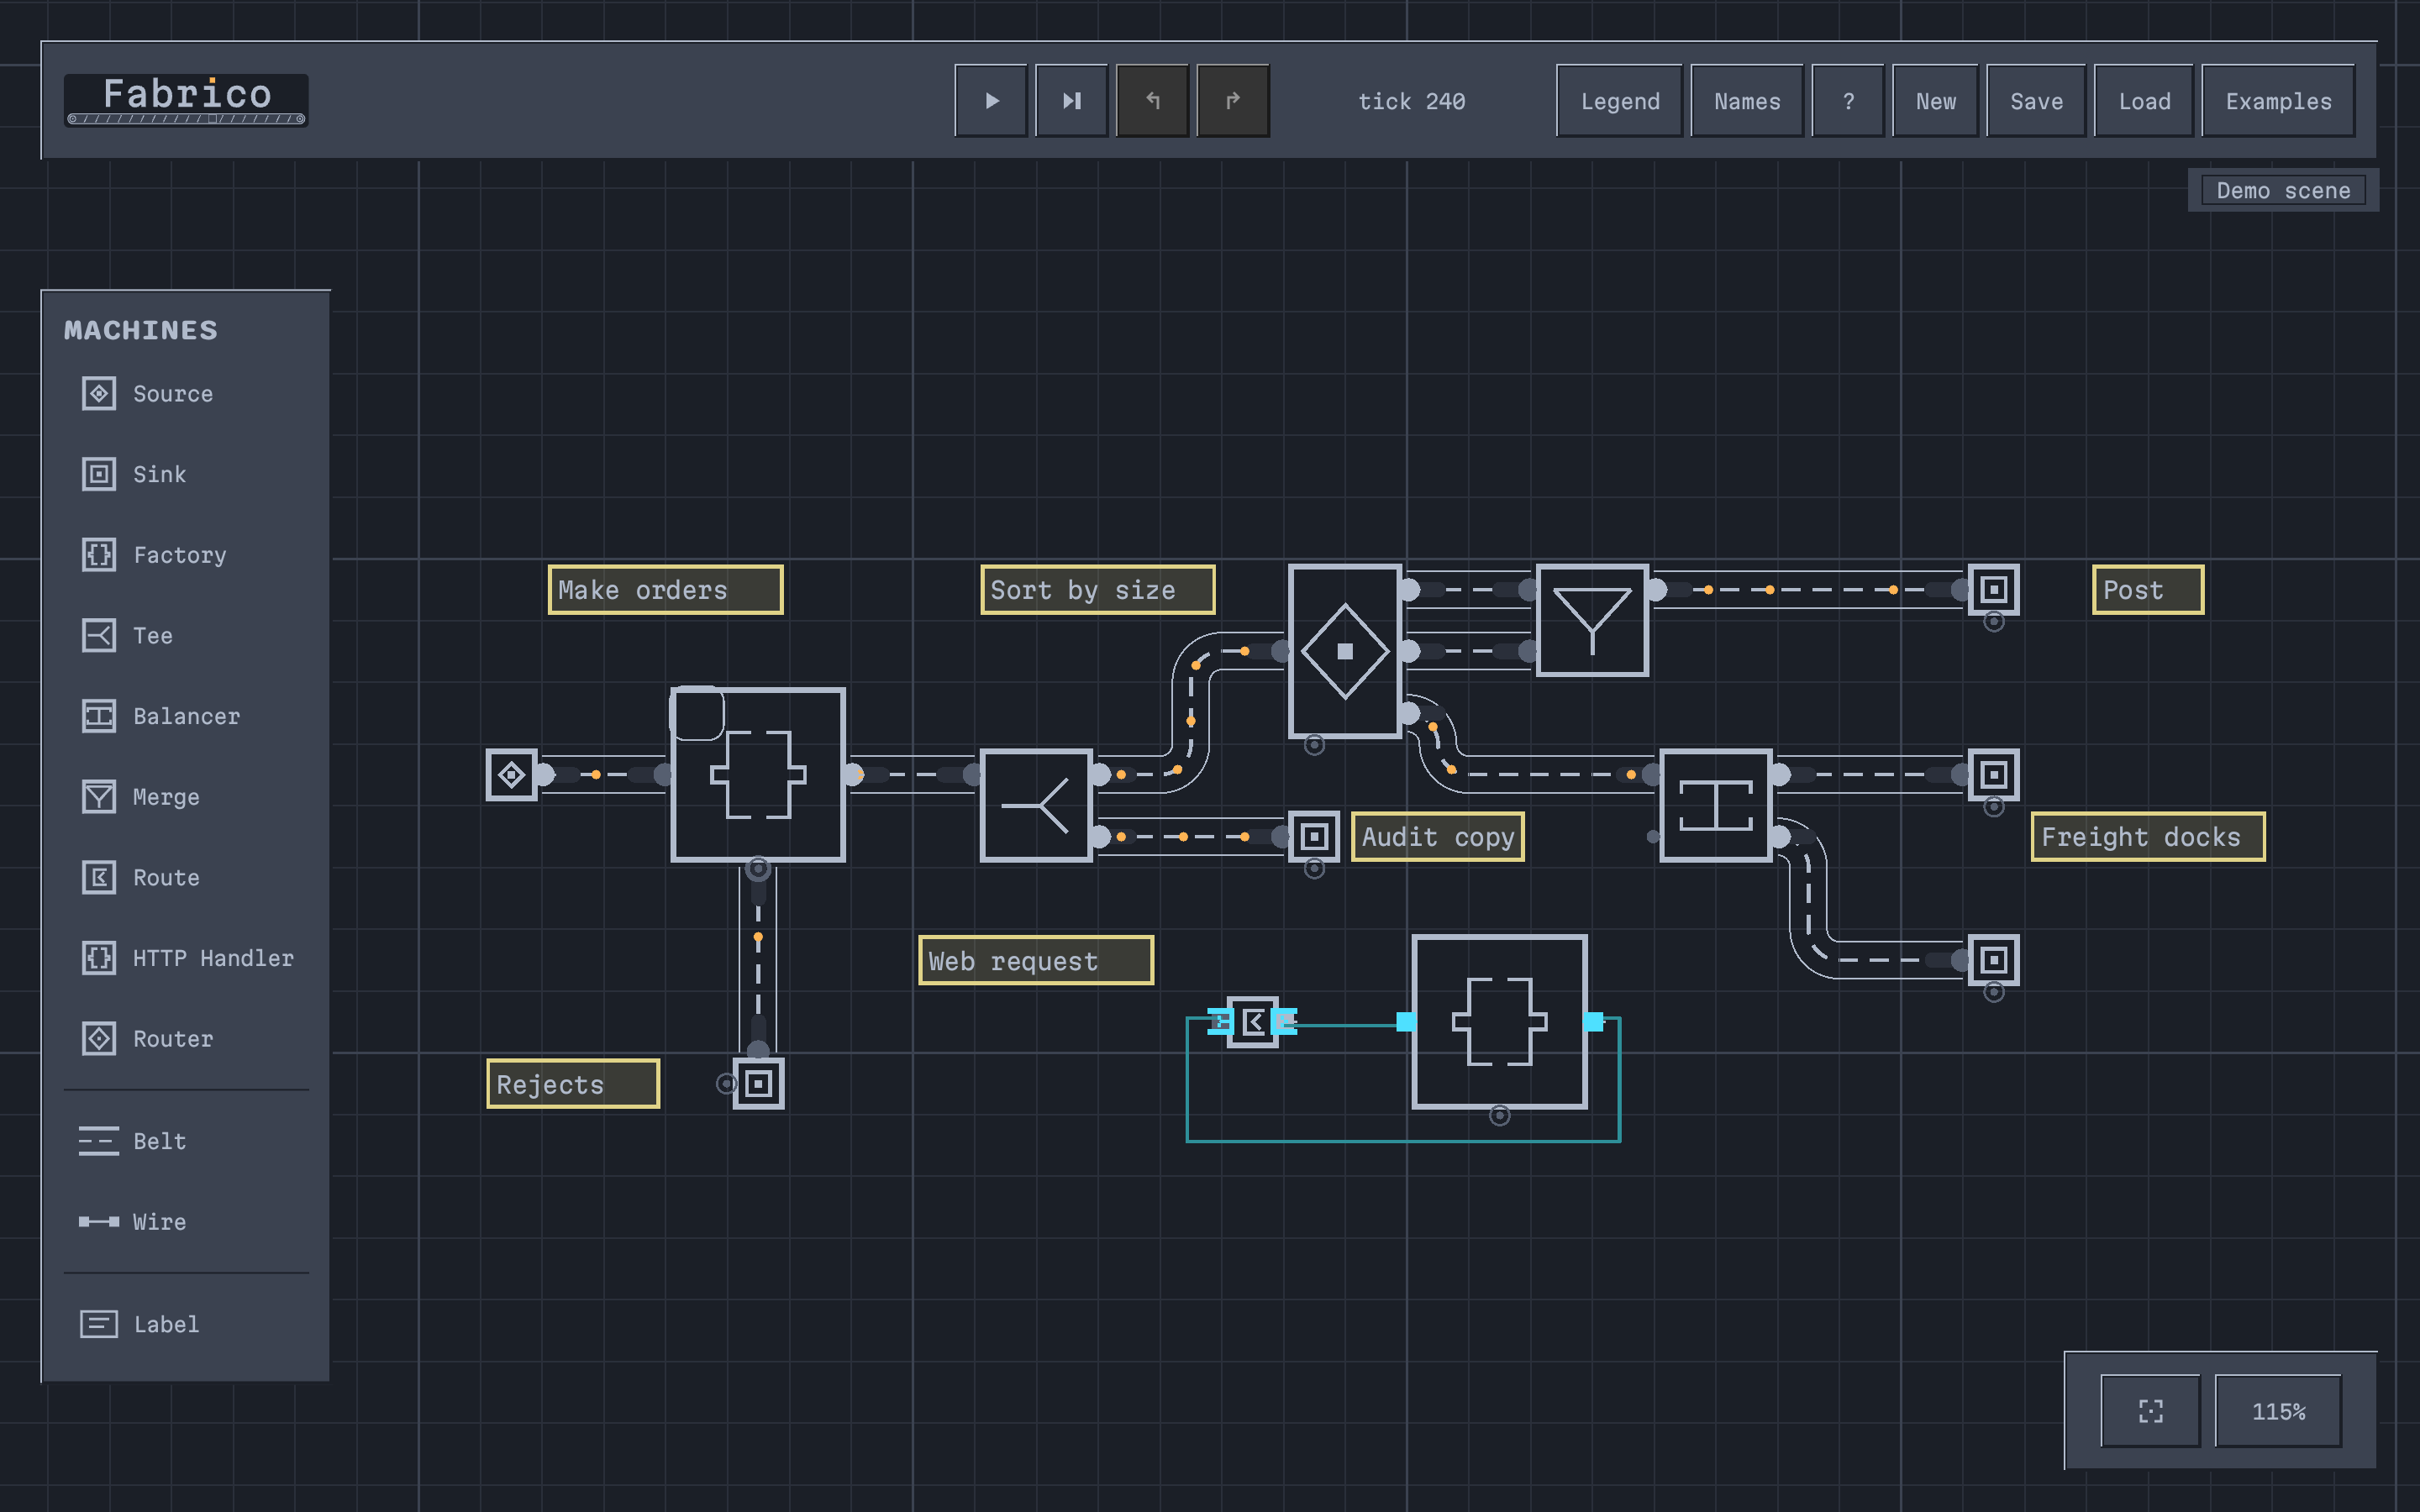 Fabrico
tick 240
Legend
Names
?
New
Save
Load
Examples
Demo scene
MACHINES
Source
Sink
Factory
Tee
Balancer
Merge
Route
HTTP Handler
Router
Belt
Wire
Label
Make orders
Sort by size
Post
Audit copy
Freight docks
Web request
Rejects
115%